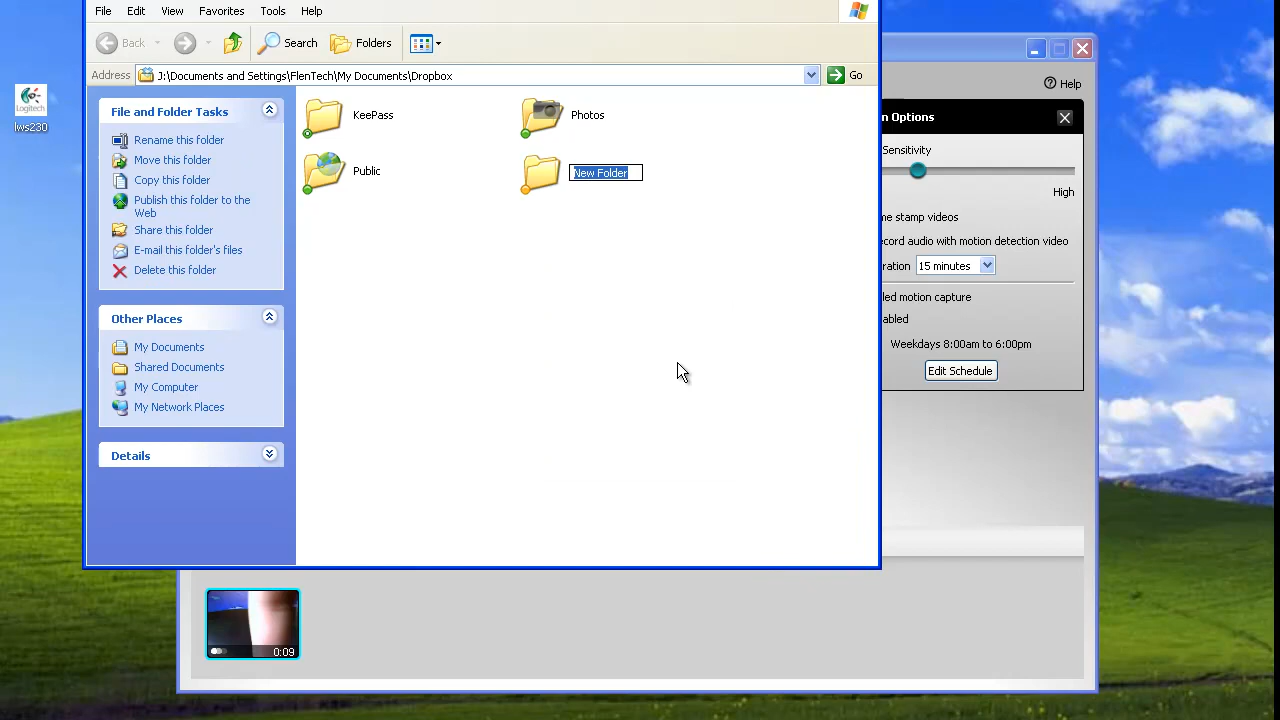 File Edit View Favorites Tools Help
Back Search Folders
Address J:\Documents and Settings\FlenTech\My Documents\Dropbox Go
Logitech
lws230
File and Folder Tasks
Rename this folder
Move this folder
Copy this folder
Publish this folder to the
Web
Share this folder
E-mail this folder's files
Delete this folder
Other Places
My Documents
Shared Documents
My Computer
My Network Places
Details
KeePass
Photos
Public
New Folder
Help
n Options
Sensitivity
High
me stamp videos
cord audio with motion detection video
ration 15 minutes
led motion capture
abled
Weekdays 8:00am to 6:00pm
Edit Schedule
0:09